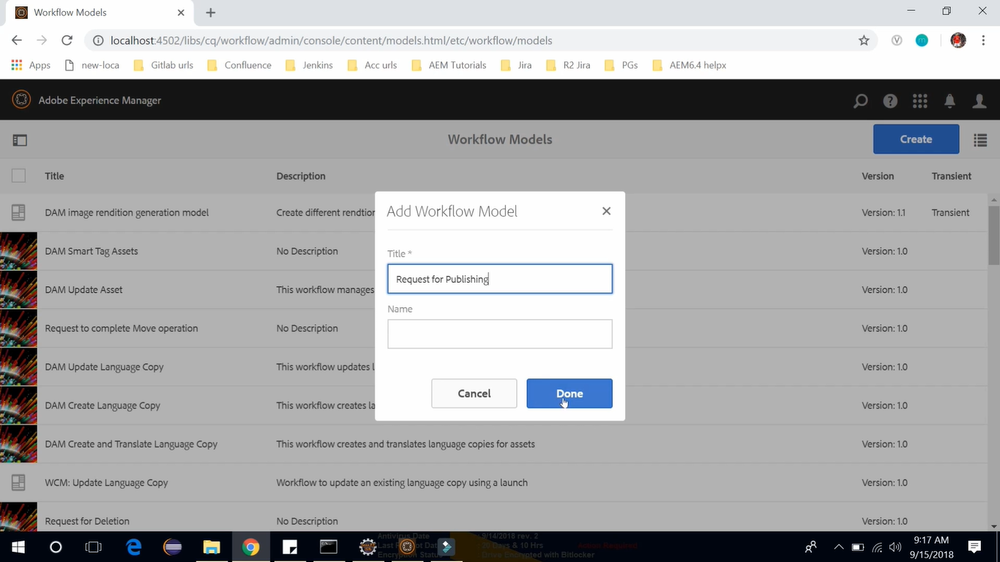 Workflow Models
localhost:4502/libs/cq/workflow/admin/console/content/models.html/etc/workflow/models
V
m
Apps new-loca Gitlab urls Confluence Jenkins Acc urls AEM Tutorials Jira R2 Jira PGs AEM6.4 helpx
Adobe Experience Manager
Workflow Models
Create
Title Description Version Transient
DAM image rendition generation model Create different rendtion Version: 1.1 Transient
DAM Smart Tag Assets No Description Version: 1.0
DAM Update Asset This workflow manages Version: 1.0
Request to complete Move operation No Description Version: 1.0
DAM Update Language Copy This workflow updates l Version: 1.0
DAM Create Language Copy This workflow creates la Version: 1.0
DAM Create and Translate Language Copy This workflow creates and translates language copies for assets Version: 1.0
WCM: Update Language Copy Workflow to update an existing language copy using a launch Version: 1.0
Request for Deletion No Description Version: 1.0
Add Workflow Model
Title *
Request for Publishing
Name
Cancel Done
Antivirus Date 9/14/2018 rev. 2
Last Dat 10 Days & 10 Hrs Action Required
Encryption Status Drive Encrypted with Bitlocker
9:17 AM
9/15/2018